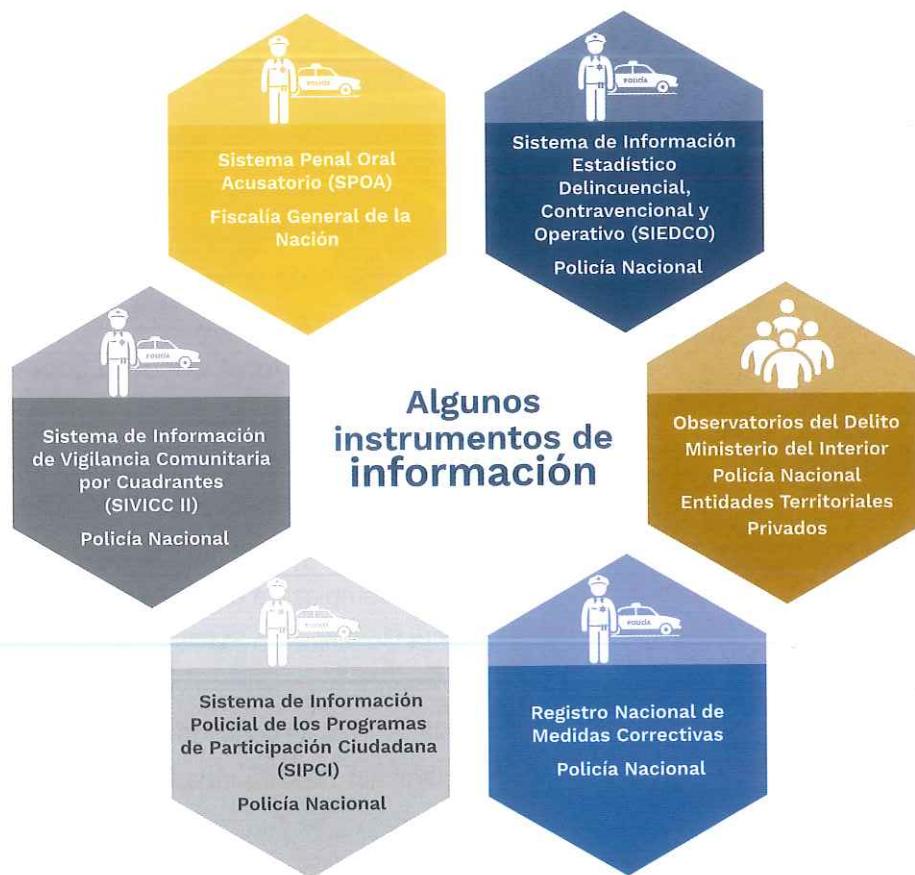 POLICÍA
Sistema Penal Oral
Acusatorio (SPOA)
Fiscalía General de la
Nación
POLICÍA
Sistema de Información
Estadístico
Delincuencial,
Contravencional y
Operativo (SIEDCO)
Policía Nacional
POLICÍA
Sistema de Información
de Vigilancia Comunitaria
por Cuadrantes
(SIVICC II)
Policía Nacional
Algunos
instrumentos de
información
Observatorios del Delito
Ministerio del Interior
Policía Nacional
Entidades Territoriales
Privados
POLICÍA
Sistema de Información
Policial de los Programas
de Participación Ciudadana
(SIPCI)
Policía Nacional
POLICÍA
Registro Nacional de
Medidas Correctivas
Policía Nacional